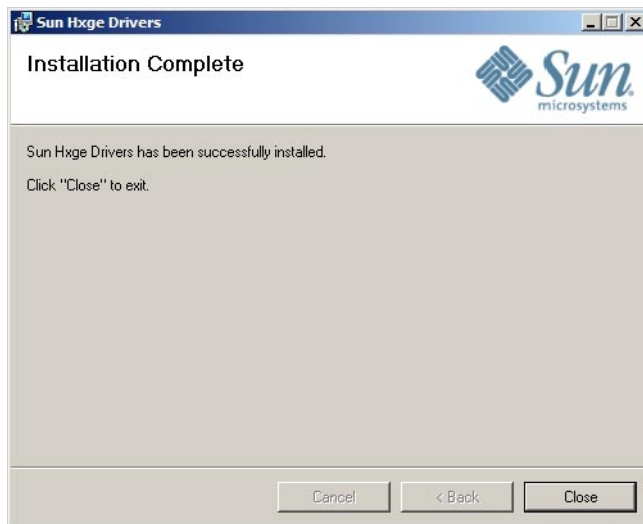 Sun Hxge Drivers
Installation Complete
Sun
microsystems
Sun Hxge Drivers has been successfully installed.
Click "Close" to exit.
Cancel
< Back
Close